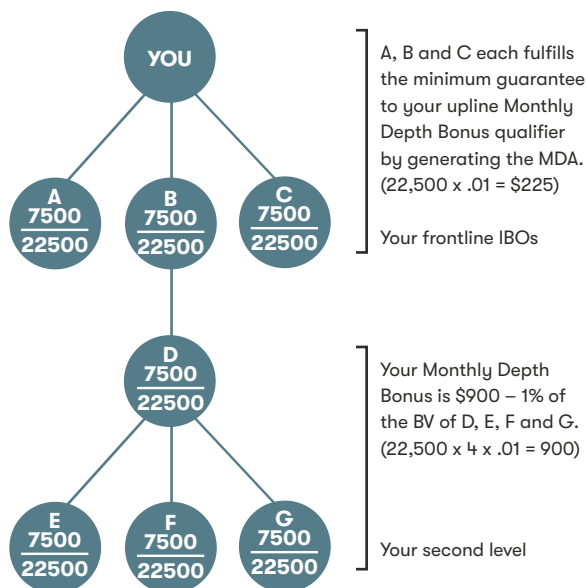 YOU
A, B and C each fulfills
the minimum guarantee
to your upline Monthly
Depth Bonus qualifier
by generating the MDA.
(22,500 x .01 = $225)
Your frontline IBOs
A
7500
22500
B
7500
22500
C
7500
22500
D
7500
22500
Your Monthly Depth
Bonus is $900 – 1% of
the BV of D, E, F and G.
(22,500 x 4 x .01 = 900)
Your second level
E
7500
22500
F
7500
22500
G
7500
22500